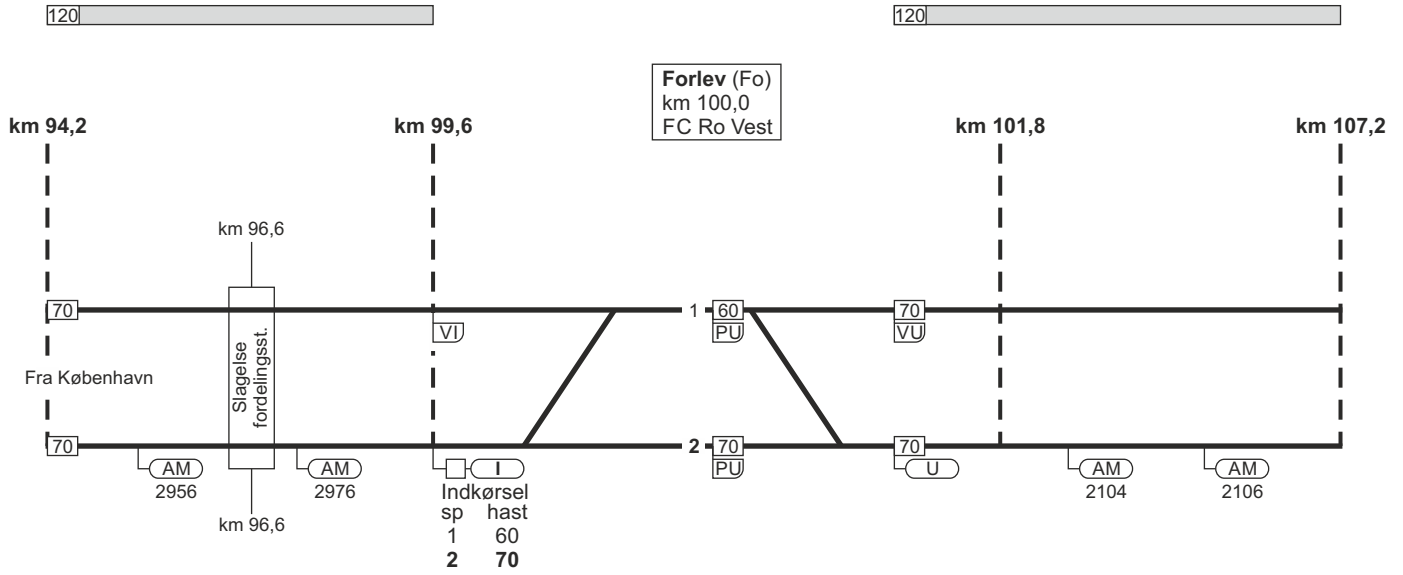 120
120
Forlev (Fo)
km 100,0
FC Ro Vest
km 94,2
km 99,6
km 101,8
km 107,2
km 96,6
70
1
60
70
VI
PU
VU
Fra København
Slagelse
fordelingsst.
70
2
70
70
AM
2956
AM
2976
I
PU
U
AM
2104
AM
2106
km 96,6
Indkørsel
sp hast
1 60
2 70